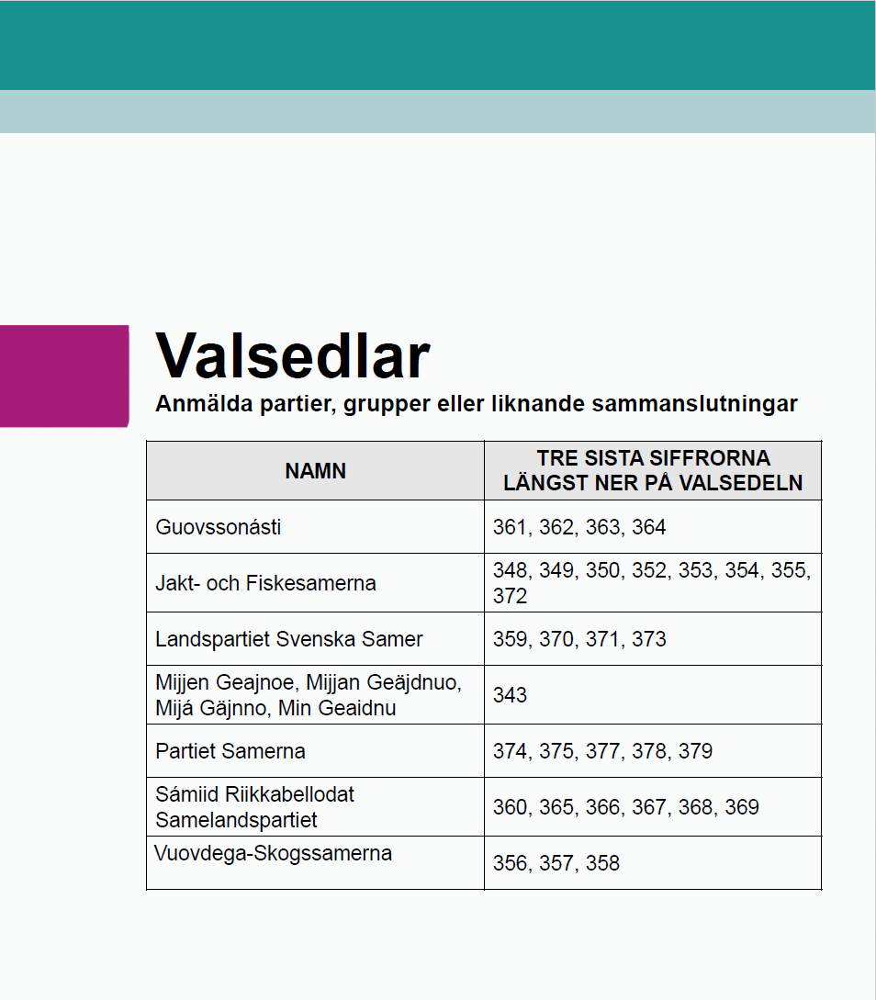 Valsedlar
Anmälda partier, grupper eller liknande sammanslutningar
NAMN
TRE SISTA SIFFRORNA
LÄNGST NER PÅ VALSEDELN
Guovssonásti
361, 362, 363, 364
Jakt- och Fiskesamerna
348, 349, 350, 352, 353, 354, 355,
372
Landspartiet Svenska Samer
359, 370, 371, 373
Mijjen Geajnoe, Mijjan Geäjdnuo,
Mijá Gäjnno, Min Geaidnu
343
Partiet Samerna
374, 375, 377, 378, 379
Sámiid Riikkabellodat
Samelandspartiet
360, 365, 366, 367, 368, 369
Vuovdega-Skogssamerna
356, 357, 358